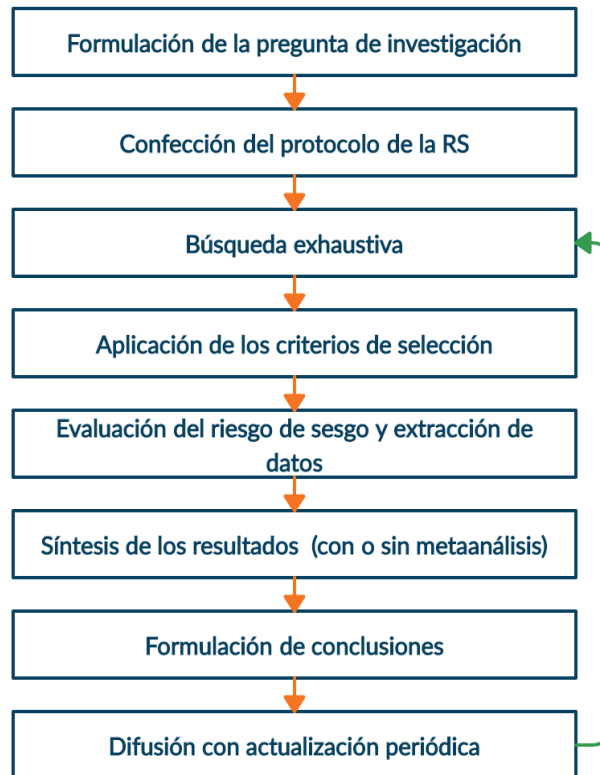 Formulación de la pregunta de investigación
Confección del protocolo de la RS
Búsqueda exhaustiva
Aplicación de los criterios de selección
Evaluación del riesgo de sesgo y extracción de
datos
Síntesis de los resultados (con o sin metaanálisis)
Formulación de conclusiones
Difusión con actualización periódica